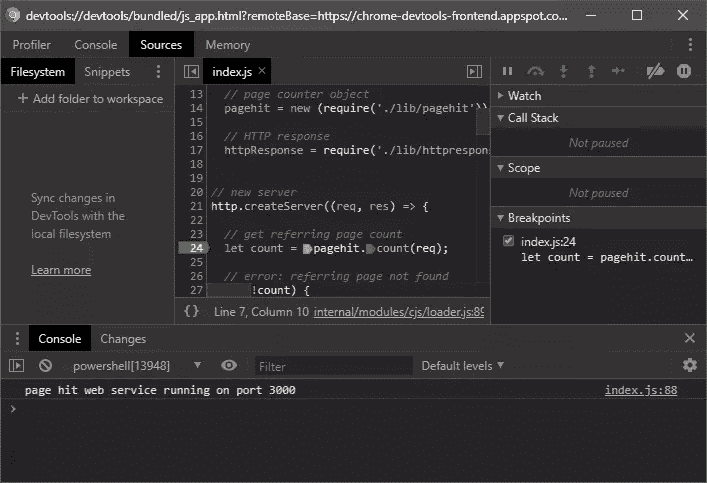 devtools://devtools/bundled/js_app.html?remoteBase=https://chrome-devtools-frontend.appspot.co...
Profiler Console Sources Memory
Filesystem Snippets
+ Add folder to workspace
Sync changes in
DevTools with the
local filesystem
Learn more
index.js ×
13 // page counter object
14 pagehit = new (require('./lib/pagehit'))
15
16 // HTTP response
17 httpResponse = require('./lib/httprespons
18
19
20 // new server
21 http.createServer((req, res) => {
22
23 // get referring page count
24 let count = pagehit.count(req);
25
26 // error: referring page not found
27 !count) {
{} Line 7, Column 10 internal/modules/cjs/loader.js:89
Watch
Call Stack
Not paused
Scope
Not paused
Breakpoints
index.js:24
let count = pagehit.count…
Console Changes
powershell[13948] Filter Default levels
page hit web service running on port 3000 index.js:88
>